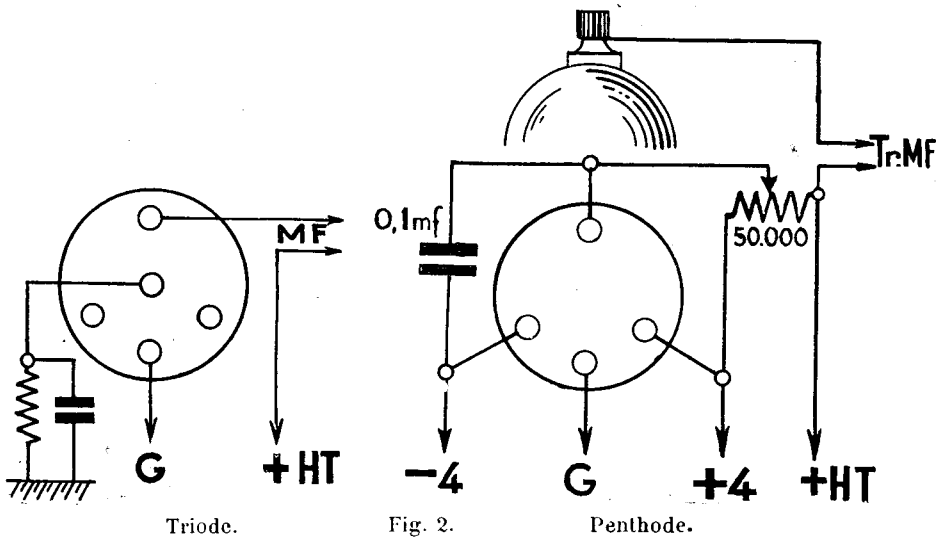 Tr.MF
0,1mf
MF
50.000
G
+HT
-4
G
+4
+HT
Triode.
Fig. 2.
Penthode.